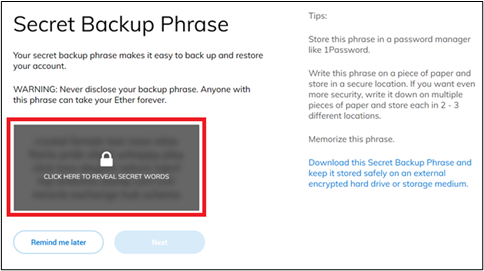 Secret Backup Phrase
Your secret backup phrase makes it easy to back up and restore
your account.
WARNING: Never disclose your backup phrase. Anyone with
this phrase can take your Ether forever.
CLICK HERE TO REVEAL SECRET WORDS
Remind me later
Next
Tips:
Store this phrase in a password manager
like 1Password.
Write this phrase on a piece of paper and
store in a secure location. If you want even
more security, write it down on multiple
pieces of paper and store each in 2 - 3
different locations.
Memorize this phrase.
Download this Secret Backup Phrase and
keep it stored safely on an external
encrypted hard drive or storage medium.